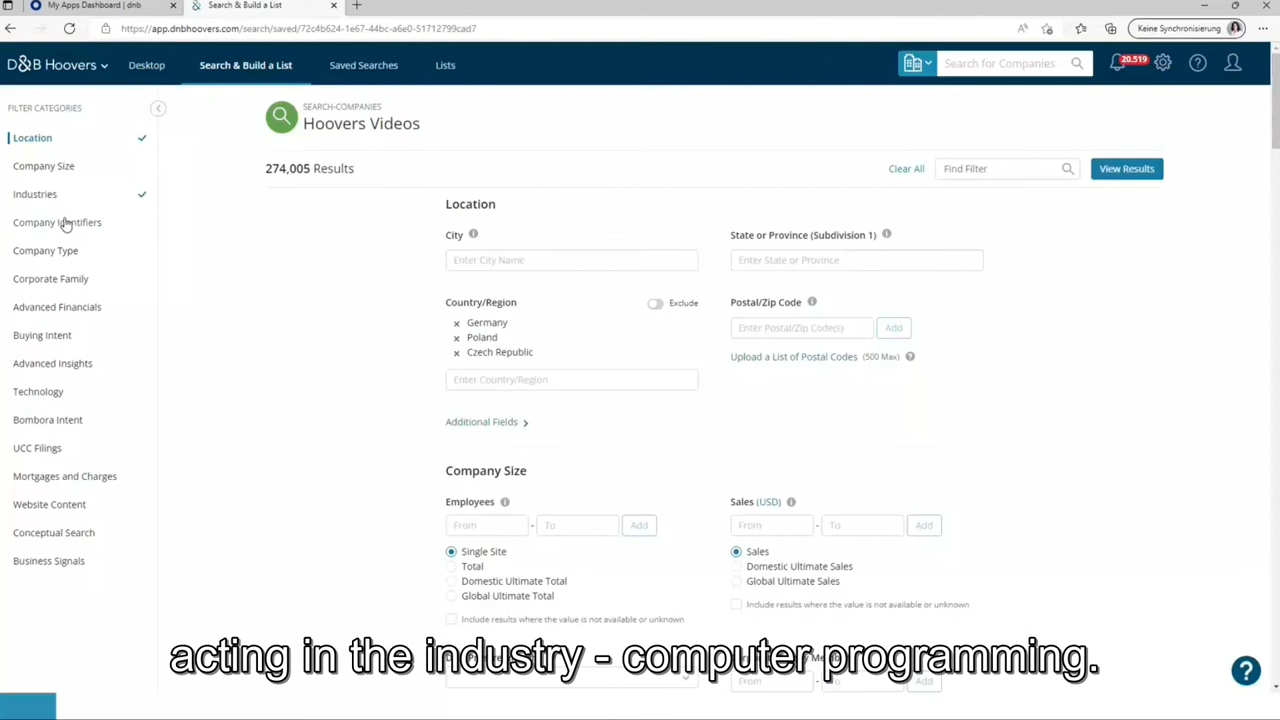 My Apps Dashboard | dnb
Search & Build a List
https://app.dnbhoovers.com/search/saved/72c4b624-1e67-44bc-a6e0-51712799cad7
Keine Synchronisierung
D&B Hoovers
Desktop
Search & Build a List
Saved Searches
Lists
Search for Companies
20.519
FILTER CATEGORIES
Location
Company Size
Industries
Company Identifiers
Company Type
Corporate Family
Advanced Financials
Buying Intent
Advanced Insights
Technology
Bombora Intent
UCC Filings
Mortgages and Charges
Website Content
Conceptual Search
Business Signals
SEARCH-COMPANIES
Hoovers Videos
274,005 Results
Clear All
Find Filter
View Results
Location
City
Enter City Name
State or Province (Subdivision 1)
Enter State or Province
Country/Region
Exclude
Germany
Poland
Czech Republic
Enter Country/Region
Postal/Zip Code
Enter Postal/Zip Code(s)
Add
Upload a List of Postal Codes (500 Max)
Additional Fields
Company Size
Employees
From - To Add
Single Site
Total
Domestic Ultimate Total
Global Ultimate Total
Include results where the value is not available or unknown
Sales (USD)
From - To Add
Sales
Domestic Ultimate Sales
Global Ultimate Sales
Include results where the value is not available or unknown
From - To Add
acting in the industry - computer programming.